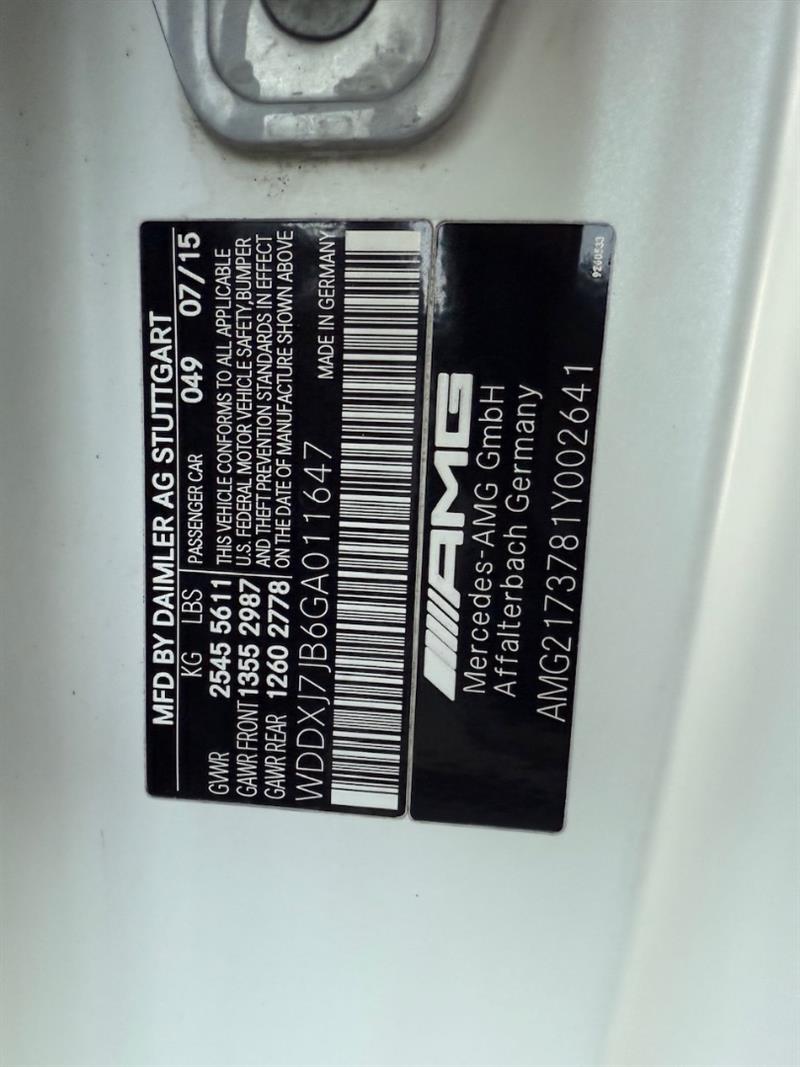 MFD BY DAIMLER AG STUTTGART
KG LBS PASSENGER CAR 049 07/15
GVWR 2545 5611
GAWR FRONT 1355 2987
GAWR REAR 1260 2778
THIS VEHICLE CONFORMS TO ALL APPLICABLE
U.S. FEDERAL MOTOR VEHICLE SAFETY, BUMPER
AND THEFT PREVENTION STANDARDS IN EFFECT
ON THE DATE OF MANUFACTURE SHOWN ABOVE
WDDXJ7JB6GA011647 MADE IN GERMANY
AMG
Mercedes-AMG GmbH
Affalterbach Germany
AMG2173781Y002641
9260533